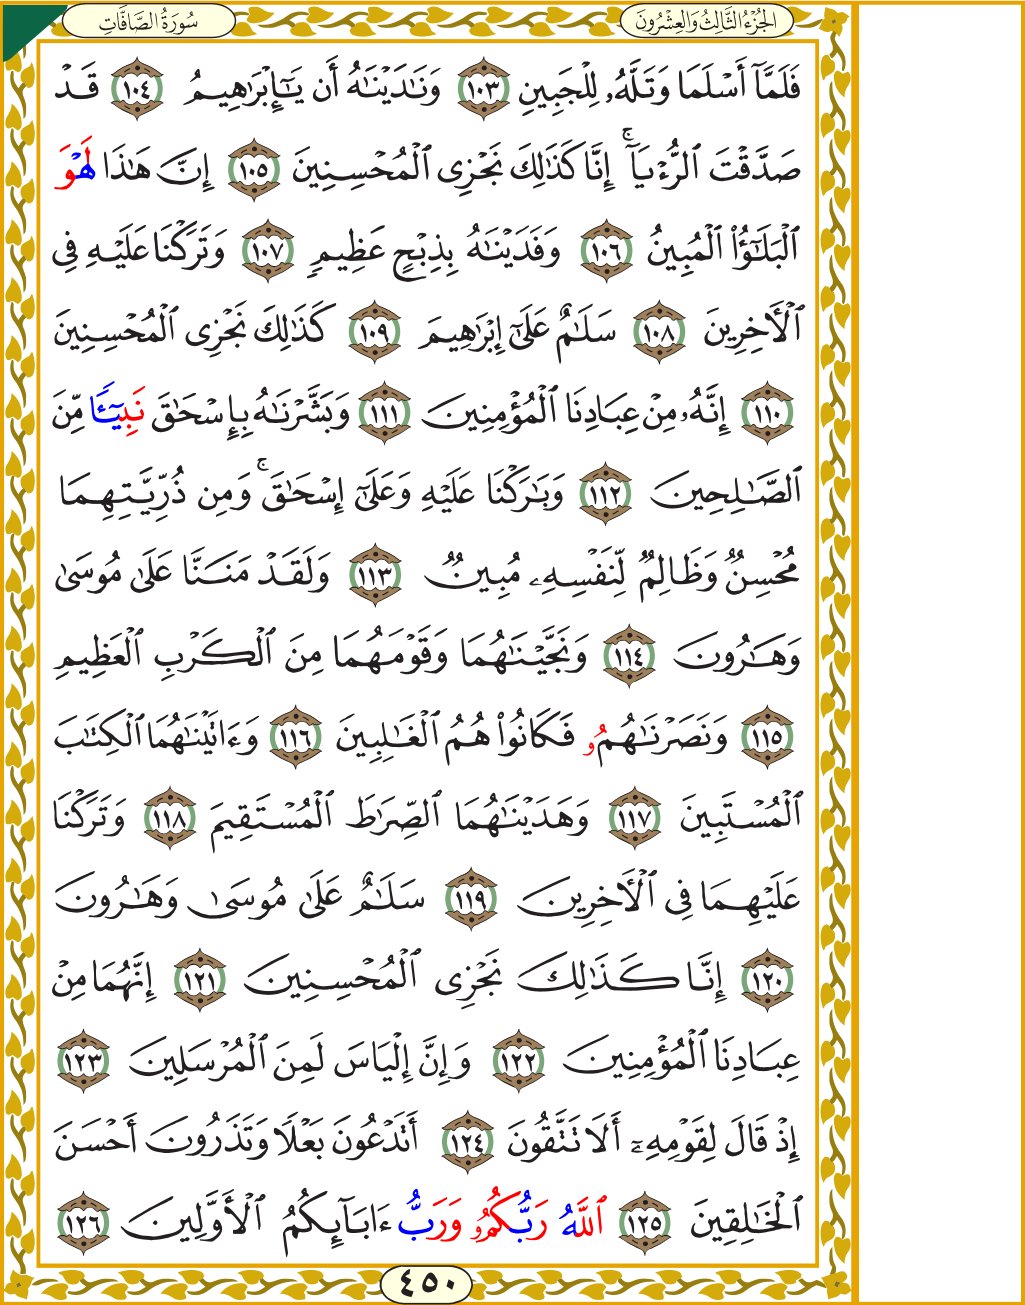 الجُزْءُ الثَّالِثُ وَالعِشْرُونَ
سُورَةُ الصَّافَّاتِ
فَلَمَّآ أَسْلَمَا وَتَلَّهُۥ لِلْجَبِينِ ١٠٣ وَنَٰدَيْنَٰهُ أَن يَٰٓإِبْرَٰهِيمُ ١٠٤ قَدْ
صَدَّقْتَ ٱلرُّءْيَآ ۚ إِنَّا كَذَٰلِكَ نَجْزِى ٱلْمُحْسِنِينَ ١٠٥ إِنَّ هَٰذَا لَهْوَ
ٱلْبَلَٰٓؤُا۟ ٱلْمُبِينُ ١٠٦ وَفَدَيْنَٰهُ بِذِبْحٍ عَظِيمٍ ١٠٧ وَتَرَكْنَا عَلَيْهِ فِى
ٱلْأَخِرِينَ ١٠٨ سَلَٰمٌ عَلَىٰٓ إِبْرَٰهِيمَ ١٠٩ كَذَٰلِكَ نَجْزِى ٱلْمُحْسِنِينَ
١١٠ إِنَّهُۥ مِنْ عِبَادِنَا ٱلْمُؤْمِنِينَ ١١١ وَبَشَّرْنَٰهُ بِإِسْحَٰقَ نَبِيٓـًٔا مِّنَ
ٱلصَّٰلِحِينَ ١١٢ وَبَٰرَكْنَا عَلَيْهِ وَعَلَىٰٓ إِسْحَٰقَ ۚ وَمِن ذُرِّيَّتِهِمَا
مُحْسِنٌ وَظَالِمٌ لِّنَفْسِهِۦ مُبِينٌ ١١٣ وَلَقَدْ مَنَنَّا عَلَىٰ مُوسَىٰ
وَهَٰرُونَ ١١٤ وَنَجَّيْنَٰهُمَا وَقَوْمَهُمَا مِنَ ٱلْكَرْبِ ٱلْعَظِيمِ
١١٥ وَنَصَرْنَٰهُمُۥ فَكَانُوا۟ هُمُ ٱلْغَٰلِبِينَ ١١٦ وَءَاتَيْنَٰهُمَا ٱلْكِتَٰبَ
ٱلْمُسْتَبِينَ ١١٧ وَهَدَيْنَٰهُمَا ٱلصِّرَٰطَ ٱلْمُسْتَقِيمَ ١١٨ وَتَرَكْنَا
عَلَيْهِمَا فِى ٱلْأَخِرِينَ ١١٩ سَلَٰمٌ عَلَىٰ مُوسَىٰ وَهَٰرُونَ
١٢٠ إِنَّا كَذَٰلِكَ نَجْزِى ٱلْمُحْسِنِينَ ١٢١ إِنَّهُمَا مِنْ
عِبَادِنَا ٱلْمُؤْمِنِينَ ١٢٢ وَإِنَّ إِلْيَاسَ لَمِنَ ٱلْمُرْسَلِينَ ١٢٣
إِذْ قَالَ لِقَوْمِهِۦٓ أَلَا تَتَّقُونَ ١٢٤ أَتَدْعُونَ بَعْلًا وَتَذَرُونَ أَحْسَنَ
ٱلْخَٰلِقِينَ ١٢٥ ٱللَّهُ رَبُّكُمُۥ وَرَبُّ ءَابَآئِكُمُ ٱلْأَوَّلِينَ ١٢٦
٤٥٠